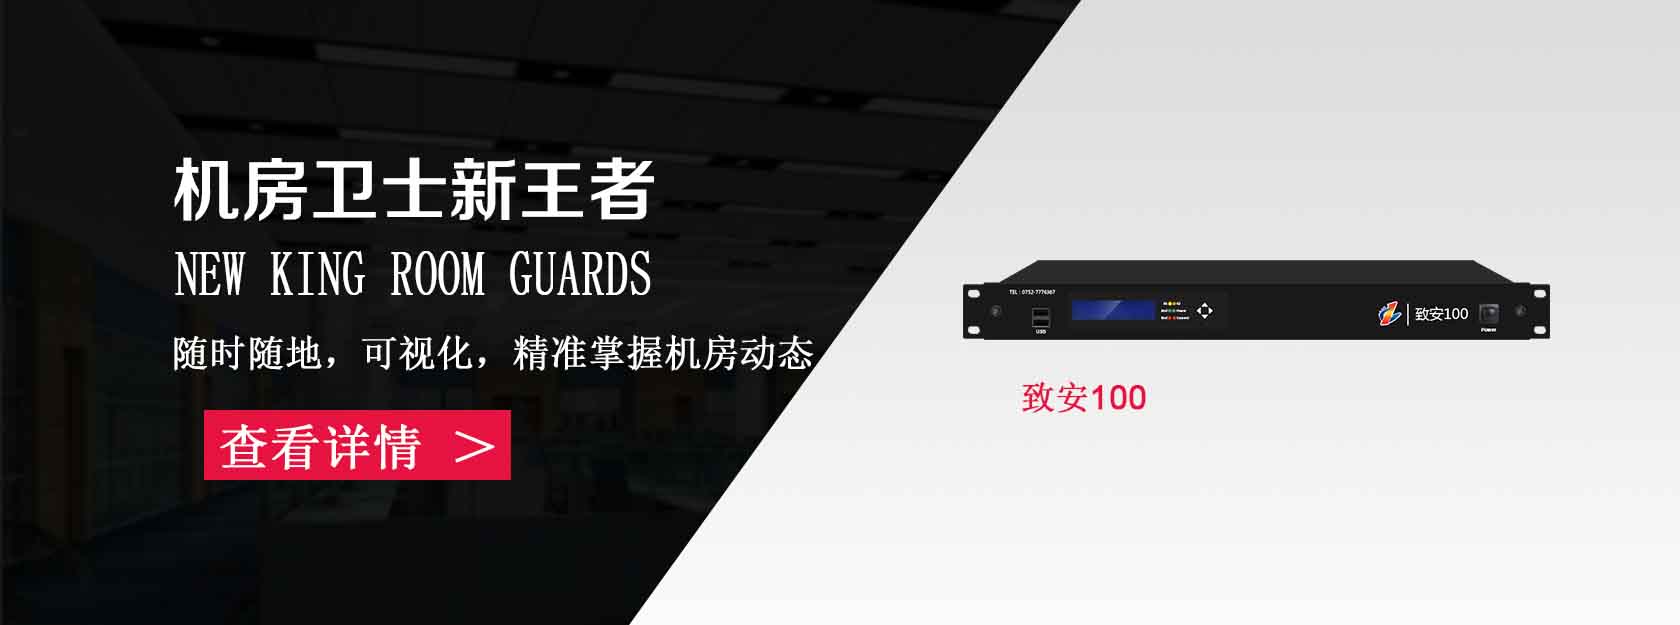 机房卫士新王者
NEW KING ROOM GUARDS
随时随地，可视化，精准掌握机房动态
查看详情 >
TEL：0752-7774367
USB
致安100
Power
致安100